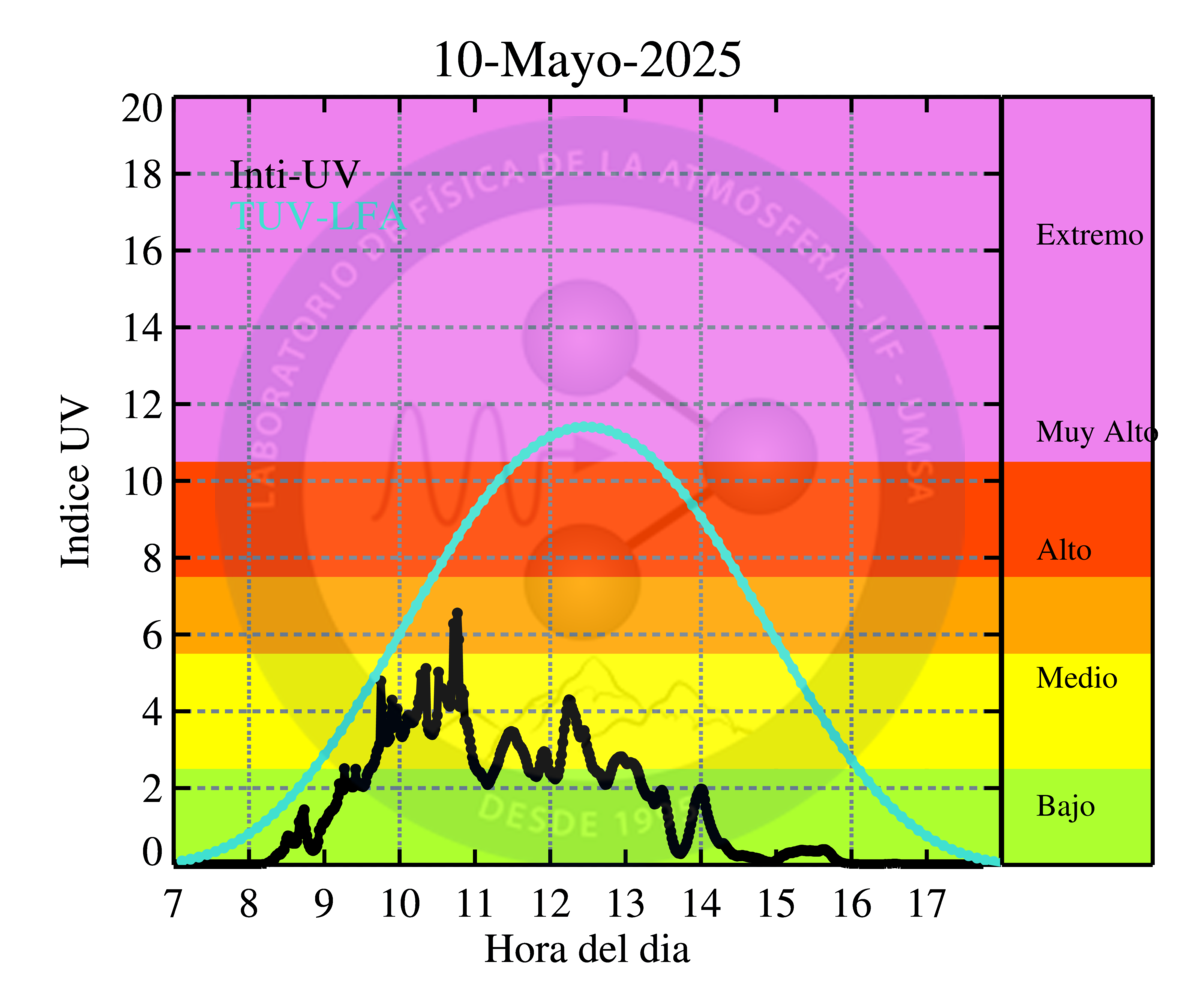 10-Mayo-2025
20
18
16
14
12
10
8
6
4
2
0
Indice UV
Inti-UV
TUV-LFA
LABORATORIO DE FÍSICA DE LA ATMÓSFERA - IIF - UMSA
DESDE 19
Extremo
Muy Alto
Alto
Medio
Bajo
7 8 9 10 11 12 13 14 15 16 17
Hora del dia